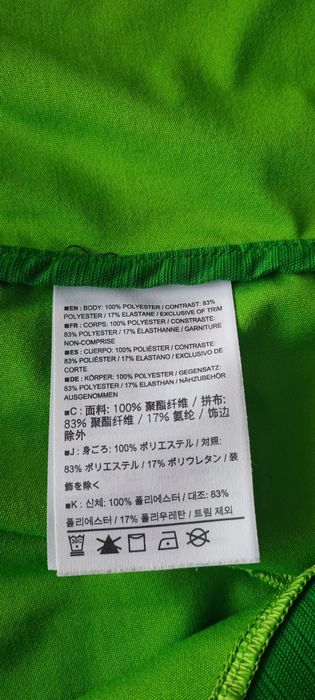 ■EN : BODY: 100% POLYESTER / CONTRAST: 83%
POLYESTER / 17% ELASTANE / EXCLUSIVE OF TRIM
■FR : CORPS: 100% POLYESTER / CONTRASTE:
83% POLYESTER / 17% ÉLASTHANNE / GARNITURE
NON-COMPRISE
■ES : CUERPO: 100% POLIÉSTER / CONTRASTE:
83% POLIÉSTER / 17% ELASTANO / EXCLUSIVO DE
CORTE
■DE : KÖRPER: 100% POLYESTER / GEGENSATZ:
83% POLYESTER / 17% ELASTHAN / NÄHZUBEHÖR
AUSGENOMMEN
■C : 面料: 100% 聚酯纤维 / 拼布:
83% 聚酯纤维 / 17% 氨纶 / 饰边
除外
■J : 身ごろ: 100% ポリエステル / 対照:
83% ポリエステル / 17% ポリウレタン / 装
飾を除く
■K : 신체: 100% 폴리에스터 / 대조: 83%
폴리에스터 / 17% 폴리우레탄 / 트림 제외